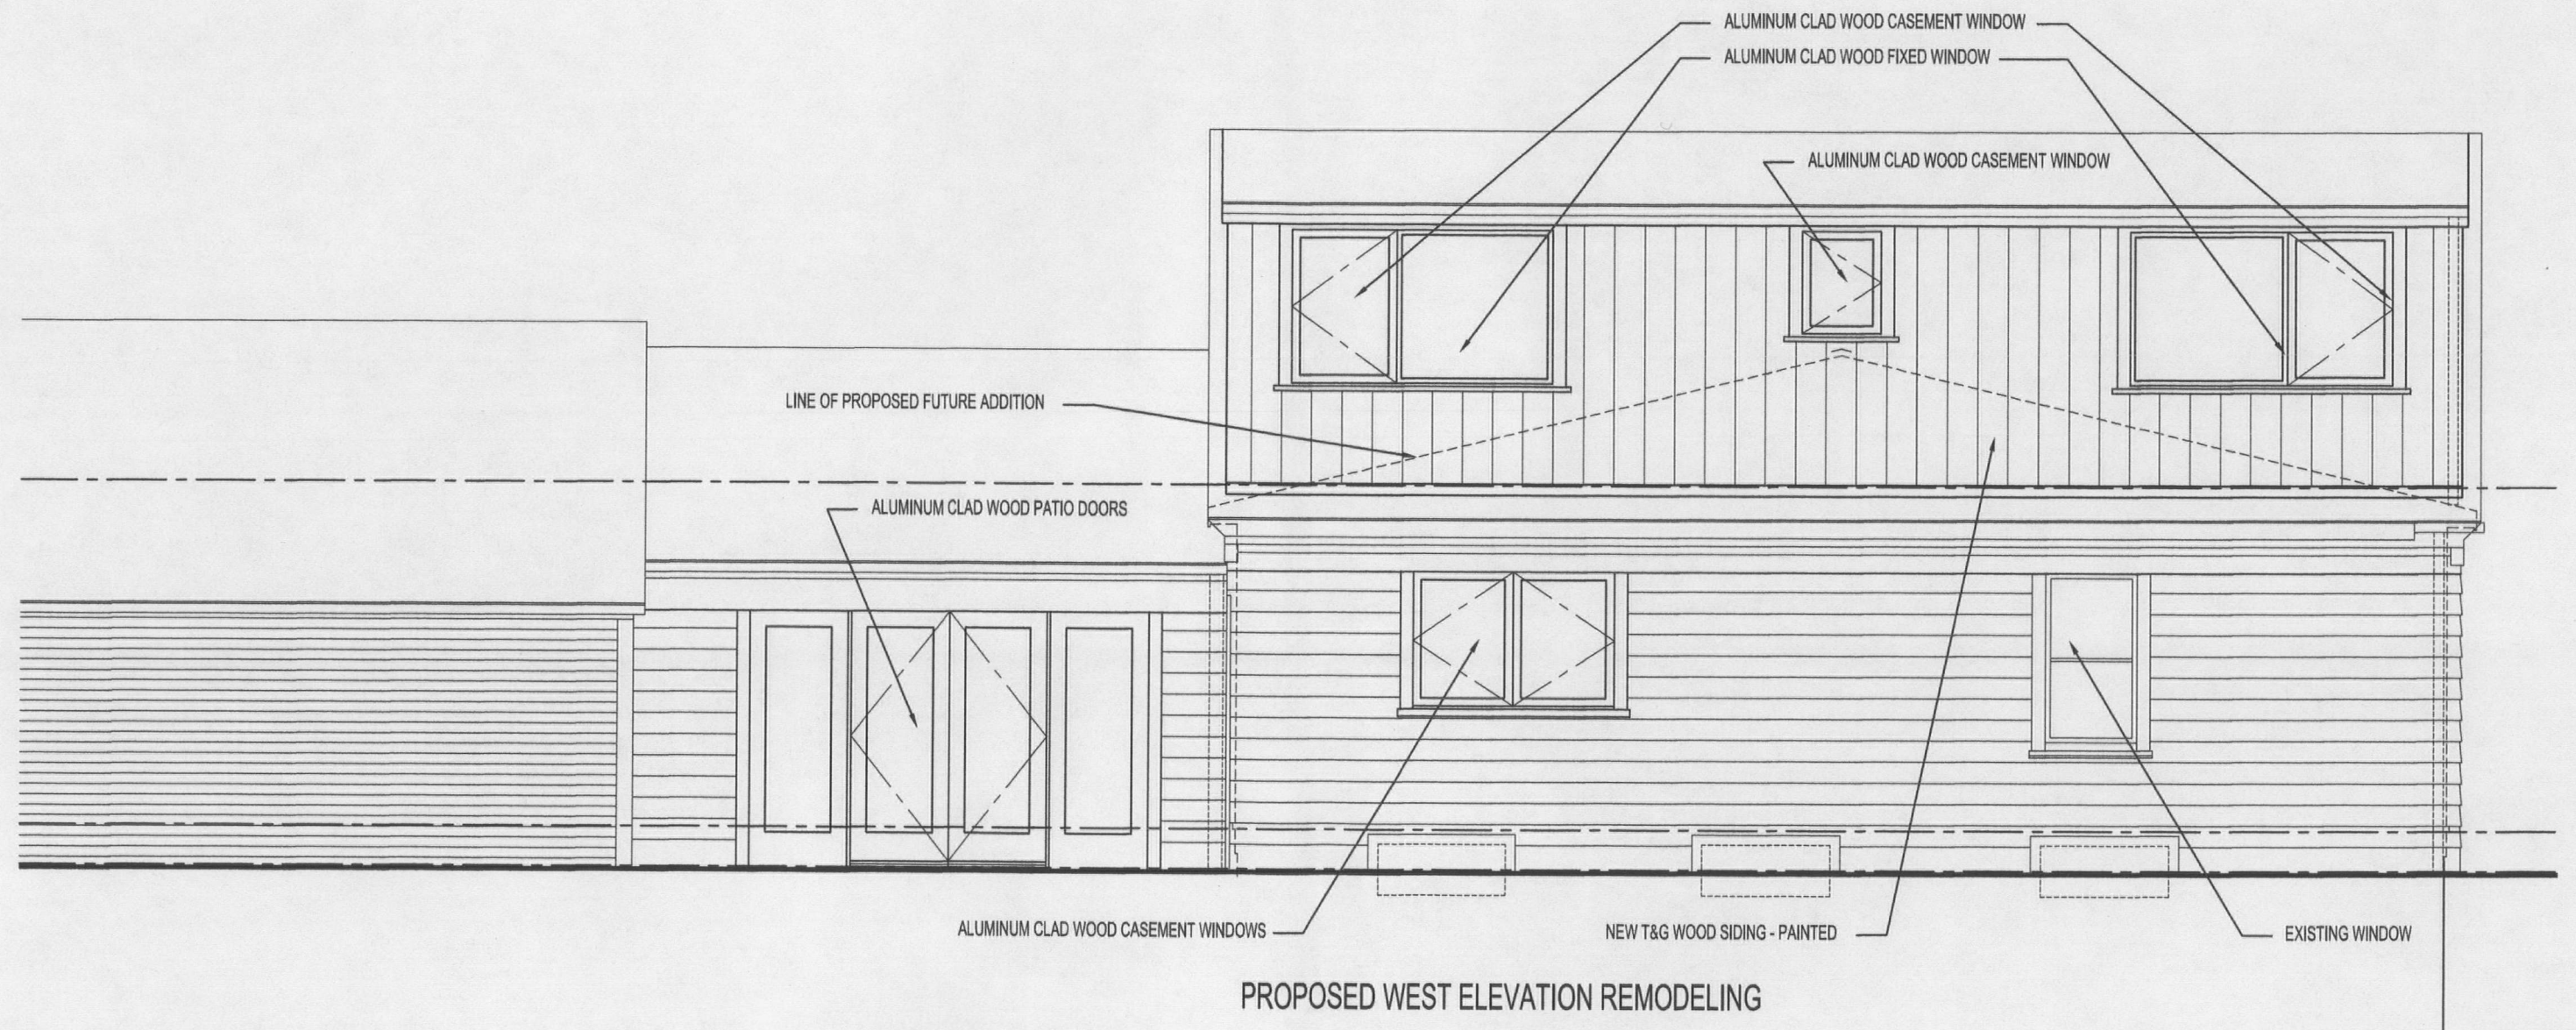 ALUMINUM CLAD WOOD CASEMENT WINDOW
ALUMINUM CLAD WOOD FIXED WINDOW
ALUMINUM CLAD WOOD CASEMENT WINDOW
LINE OF PROPOSED FUTURE ADDITION
ALUMINUM CLAD WOOD PATIO DOORS
ALUMINUM CLAD WOOD CASEMENT WINDOWS
NEW T&G WOOD SIDING - PAINTED
EXISTING WINDOW
PROPOSED WEST ELEVATION REMODELING